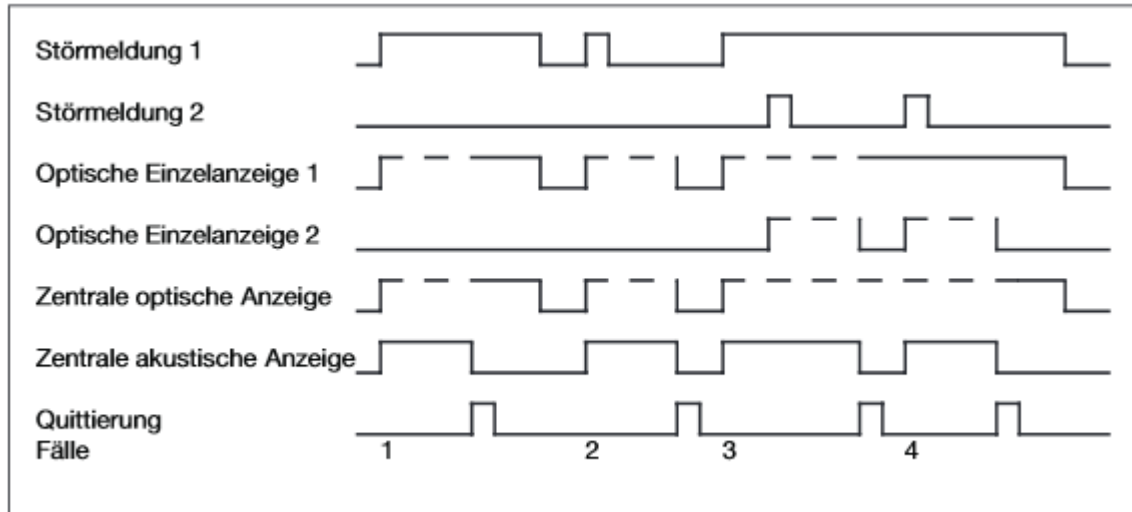 Störmeldung 1
Störmeldung 2
Optische Einzelanzeige 1
Optische Einzelanzeige 2
Zentrale optische Anzeige
Zentrale akustische Anzeige
Quittierung
Fälle 1 2 3 4